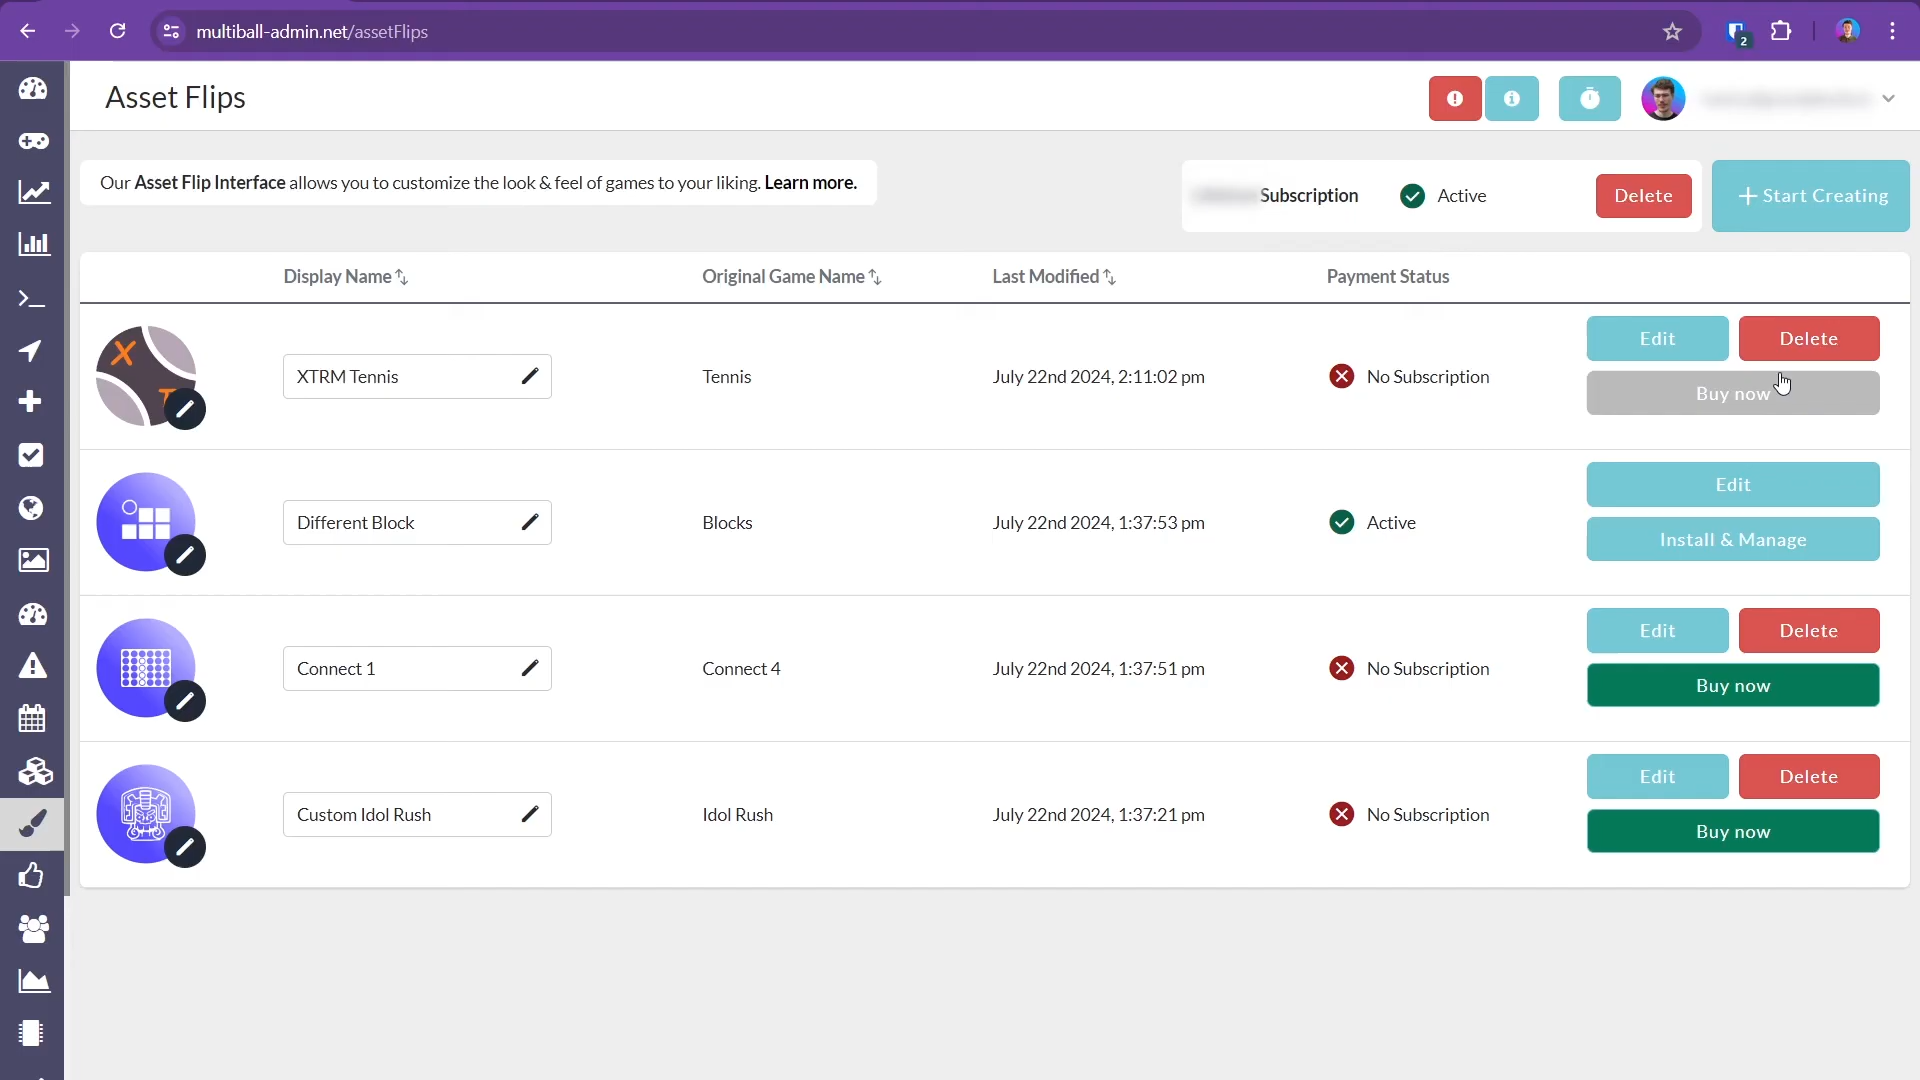 multiball-admin.net/assetFlips
2
Asset Flips
Our Asset Flip Interface allows you to customize the look & feel of games to your liking. Learn more.
Subscription
Active
Delete
+ Start Creating
Display Name
Original Game Name
Last Modified
Payment Status
X
T
XTRM Tennis
Tennis
July 22nd 2024, 2:11:02 pm
No Subscription
Edit
Delete
Buy now
Different Block
Blocks
July 22nd 2024, 1:37:53 pm
Active
Edit
Install & Manage
Connect 1
Connect 4
July 22nd 2024, 1:37:51 pm
No Subscription
Edit
Delete
Buy now
Custom Idol Rush
Idol Rush
July 22nd 2024, 1:37:21 pm
No Subscription
Edit
Delete
Buy now